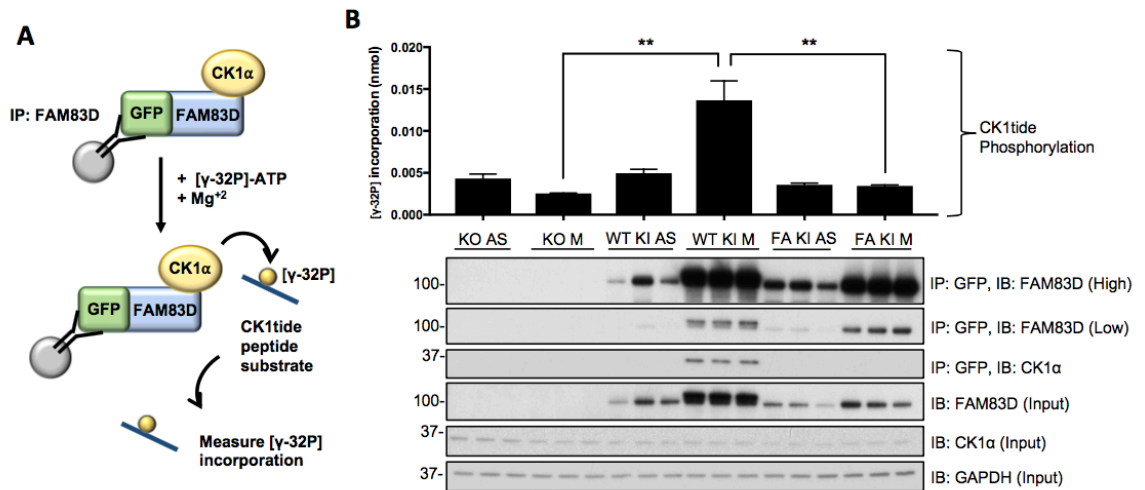 A
CK1α
IP: FAM83D
GFP
FAM83D
+ [γ-32P]-ATP
+ Mg+2
CK1α
[γ-32P]
GFP
FAM83D
CK1tide
peptide
substrate
Measure [γ-32P]
incorporation
B
[γ-32P] incorporation (nmol)
0.020
0.015
0.010
0.005
0.000
**
**
CK1tide
Phosphorylation
KO AS
KO M
WT KI AS
WT KI M
FA KI AS
FA KI M
100-
IP: GFP, IB: FAM83D (High)
100-
IP: GFP, IB: FAM83D (Low)
37-
IP: GFP, IB: CK1α
100-
IB: FAM83D (Input)
37-
IB: CK1α (Input)
37-
IB: GAPDH (Input)